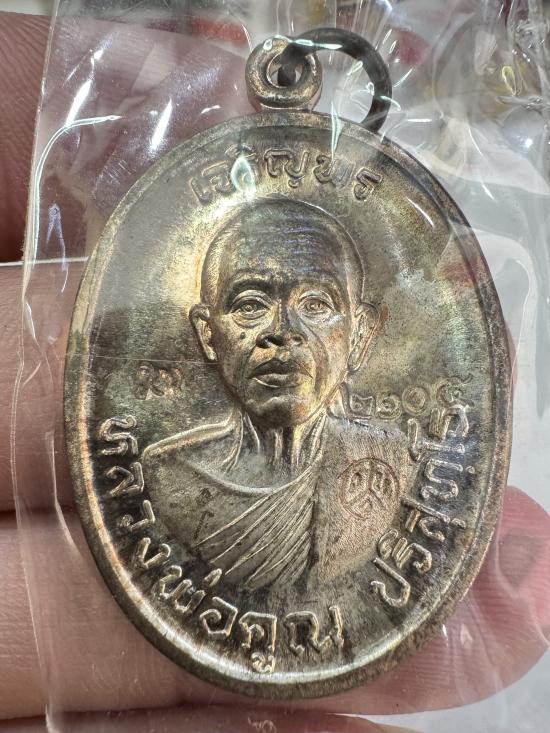 เจริญพร
๒๑๐๕
หลวงพ่อคูณ ปริสุทฺโธ